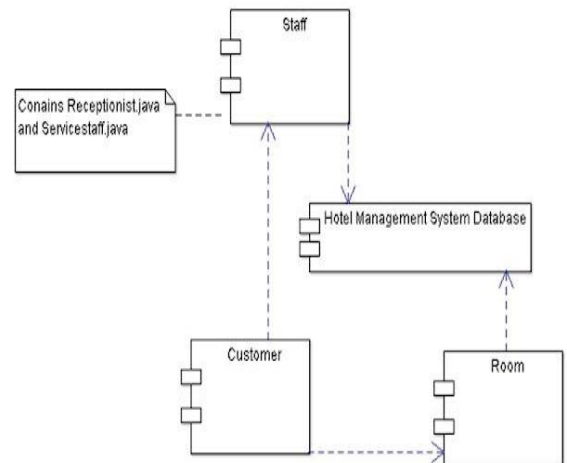 Staff
Conains Receptionist.java
and Servicestaff.java
Hotel Management System Database
Customer
Room